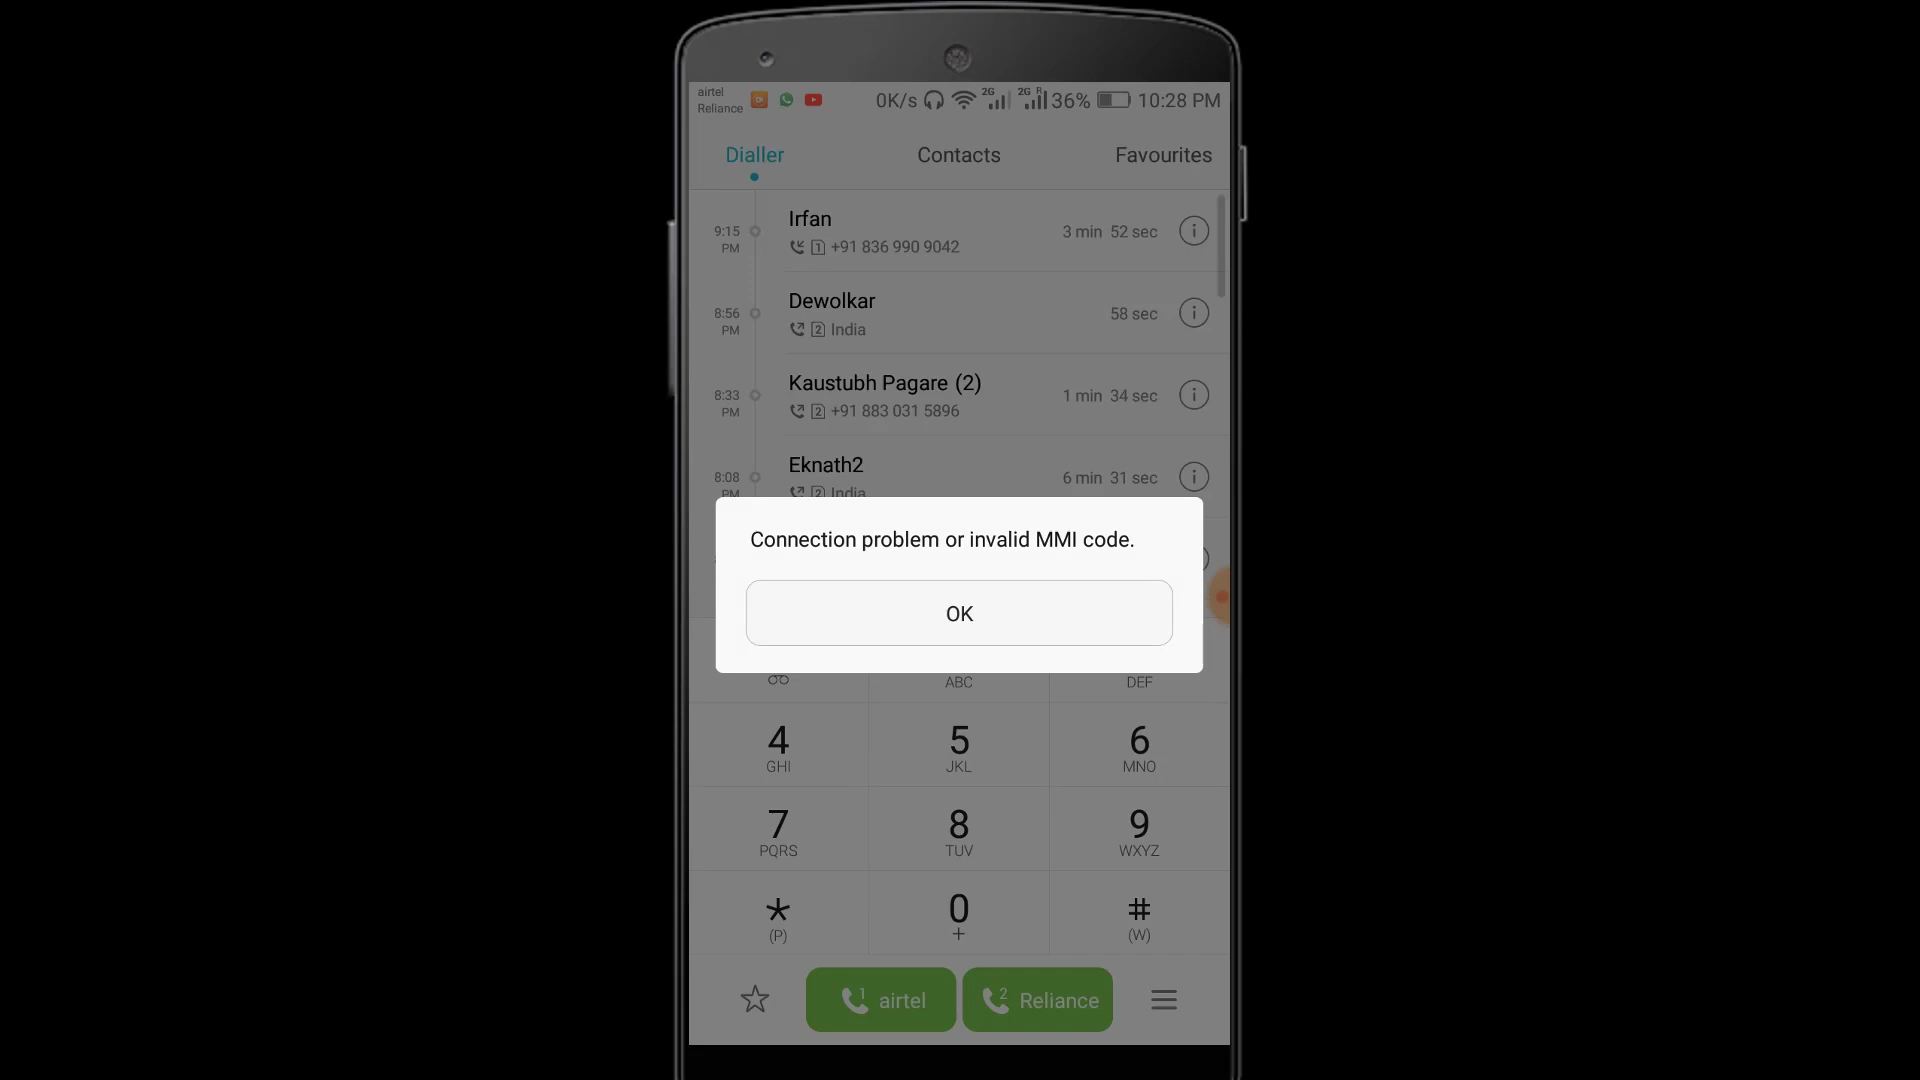 airtel
Reliance
0K/s 2G 2G R 36% 10:28 PM
Dialler Contacts Favourites
9:15 PM
Irfan
1 +91 836 990 9042
3 min 52 sec
8:56 PM
Dewolkar
2 India
58 sec
8:33 PM
Kaustubh Pagare (2)
2 +91 883 031 5896
1 min 34 sec
8:08 PM
Eknath2
2 India
6 min 31 sec
Connection problem or invalid MMI code.
OK
ABC DEF
4 5 6
GHI JKL MNO
7 8 9
PQRS TUV WXYZ
* 0 #
(P) + (W)
1 airtel 2 Reliance